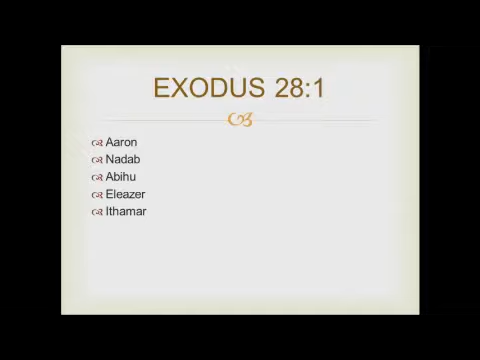 EXODUS 28:1
Aaron
Nadab
Abihu
Eleazer
Ithamar